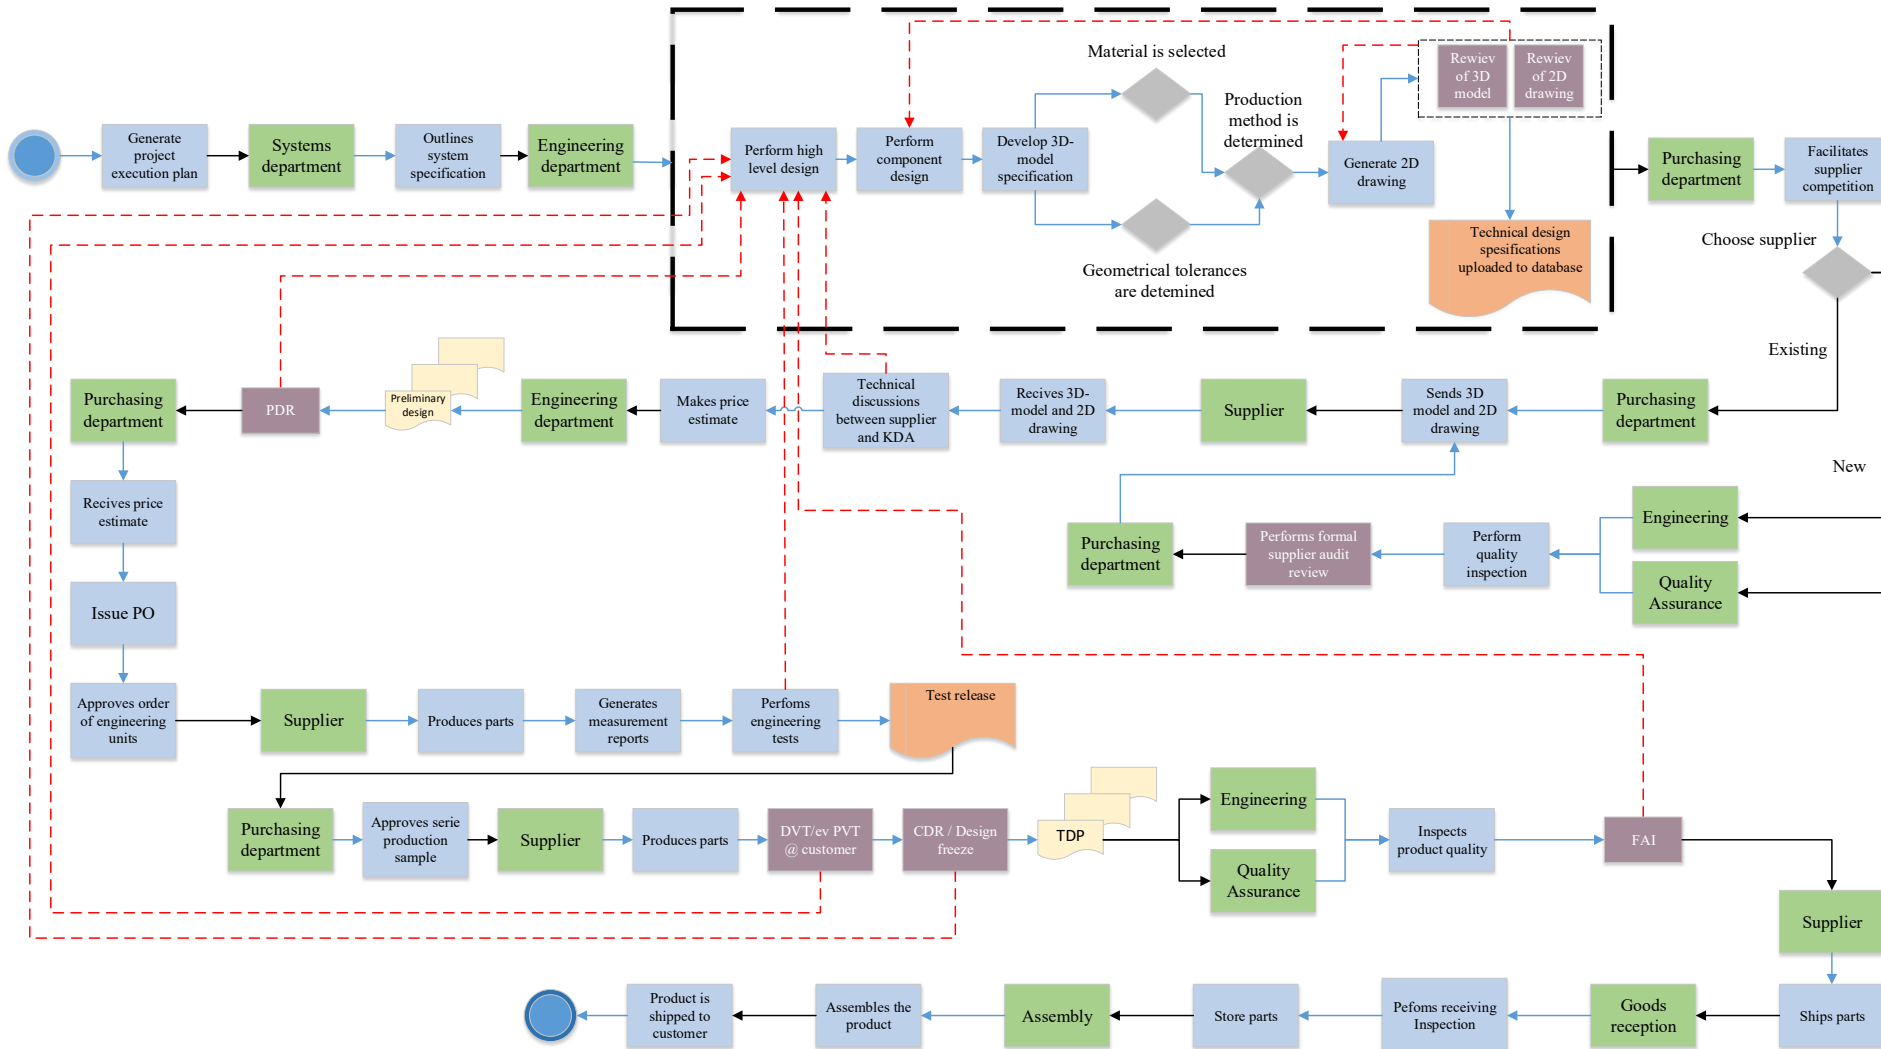 Material is selected
Rewiev
of 3D
model
Rewiev
of 2D
drawing
Production
method is
determined
Generate
project
execution plan
Systems
department
Outlines
system
specification
Engineering
department
Perform high
level design
Perform
component
design
Develop 3D-
model
specification
Generate 2D
drawing
Purchasing
department
Facilitates
supplier
competition
Geometrical tolerances
are detemined
Technical design
spesifications
uploaded to database
Choose supplier
Existing
Purchasing
department
PDR
Preliminary
design
Engineering
department
Makes price
estimate
Technical
discussions
between supplier
and KDA
Recives 3D-
model and 2D
drawing
Supplier
Sends 3D
model and 2D
drawing
Purchasing
department
New
Recives price
estimate
Purchasing
department
Performs formal
supplier audit
review
Perform
quality
inspection
Engineering
Quality
Assurance
Issue PO
Approves order
of engineering
units
Supplier
Produces parts
Generates
measurement
reports
Perfoms
engineering
tests
Test release
Purchasing
department
Approves serie
production
sample
Supplier
Produces parts
DVT/ev PVT
@ customer
CDR / Design
freeze
TDP
Engineering
Quality
Assurance
Inspects
product quality
FAI
Supplier
Product is
shipped to
customer
Assembles the
product
Assembly
Store parts
Pefoms receiving
Inspection
Goods
reception
Ships parts